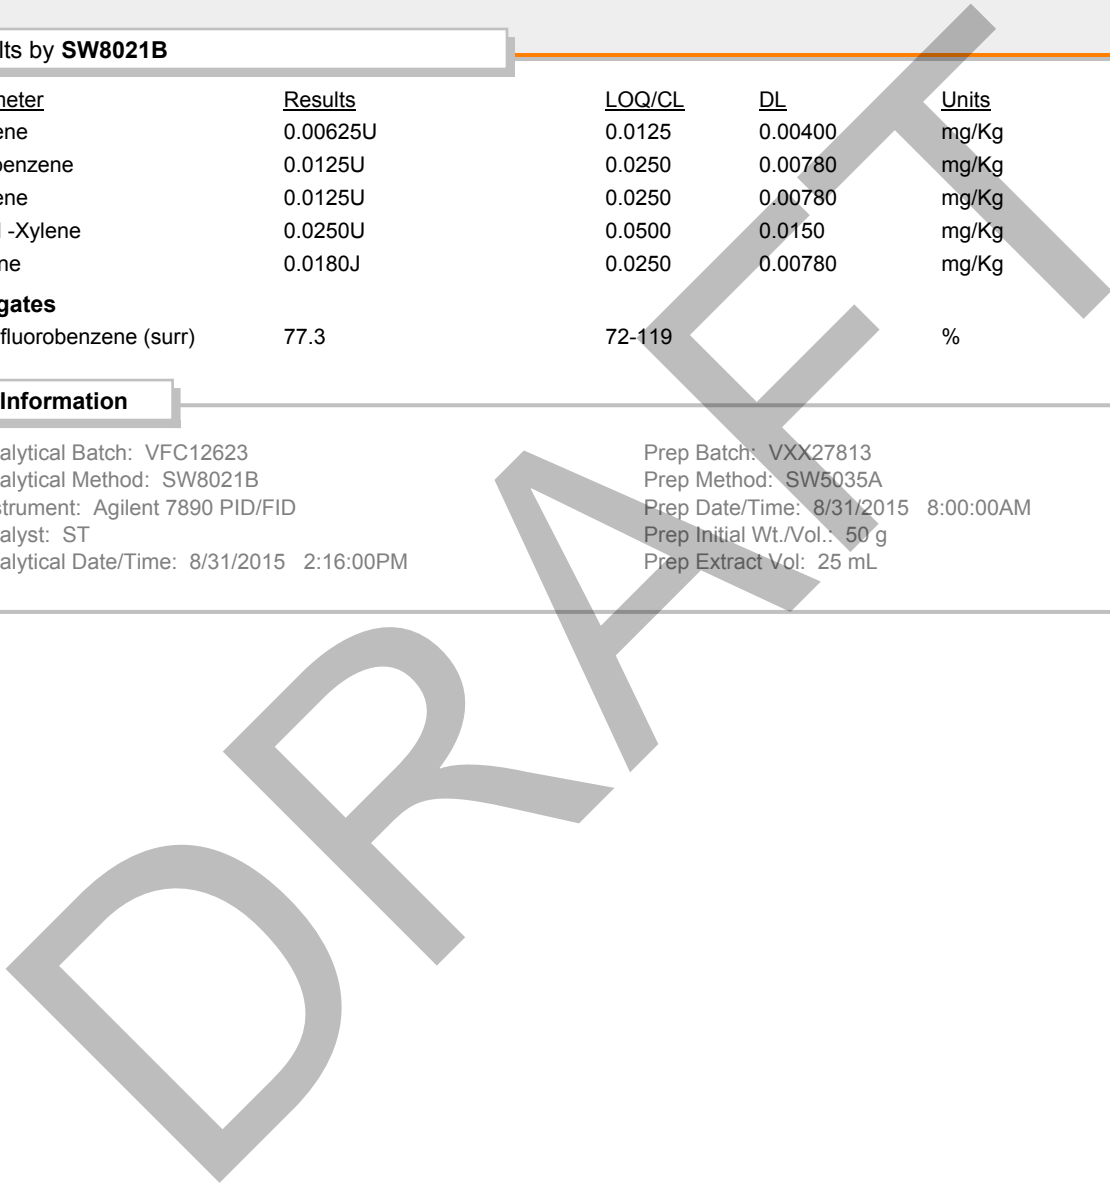 lts by SW8021B
meter Results LOQ/CL DL Units
ene 0.00625U 0.0125 0.00400 mg/Kg
benzene 0.0125U 0.0250 0.00780 mg/Kg
ene 0.0125U 0.0250 0.00780 mg/Kg
-Xylene 0.0250U 0.0500 0.0150 mg/Kg
ne 0.0180J 0.0250 0.00780 mg/Kg
gates
fluorobenzene (surr) 77.3 72-119 %
Information
alytical Batch: VFC12623
alytical Method: SW8021B
strument: Agilent 7890 PID/FID
alyst: ST
alytical Date/Time: 8/31/2015 2:16:00PM
Prep Batch: VXX27813
Prep Method: SW5035A
Prep Date/Time: 8/31/2015 8:00:00AM
Prep Initial Wt./Vol.: 50 g
Prep Extract Vol: 25 mL
DRAFT